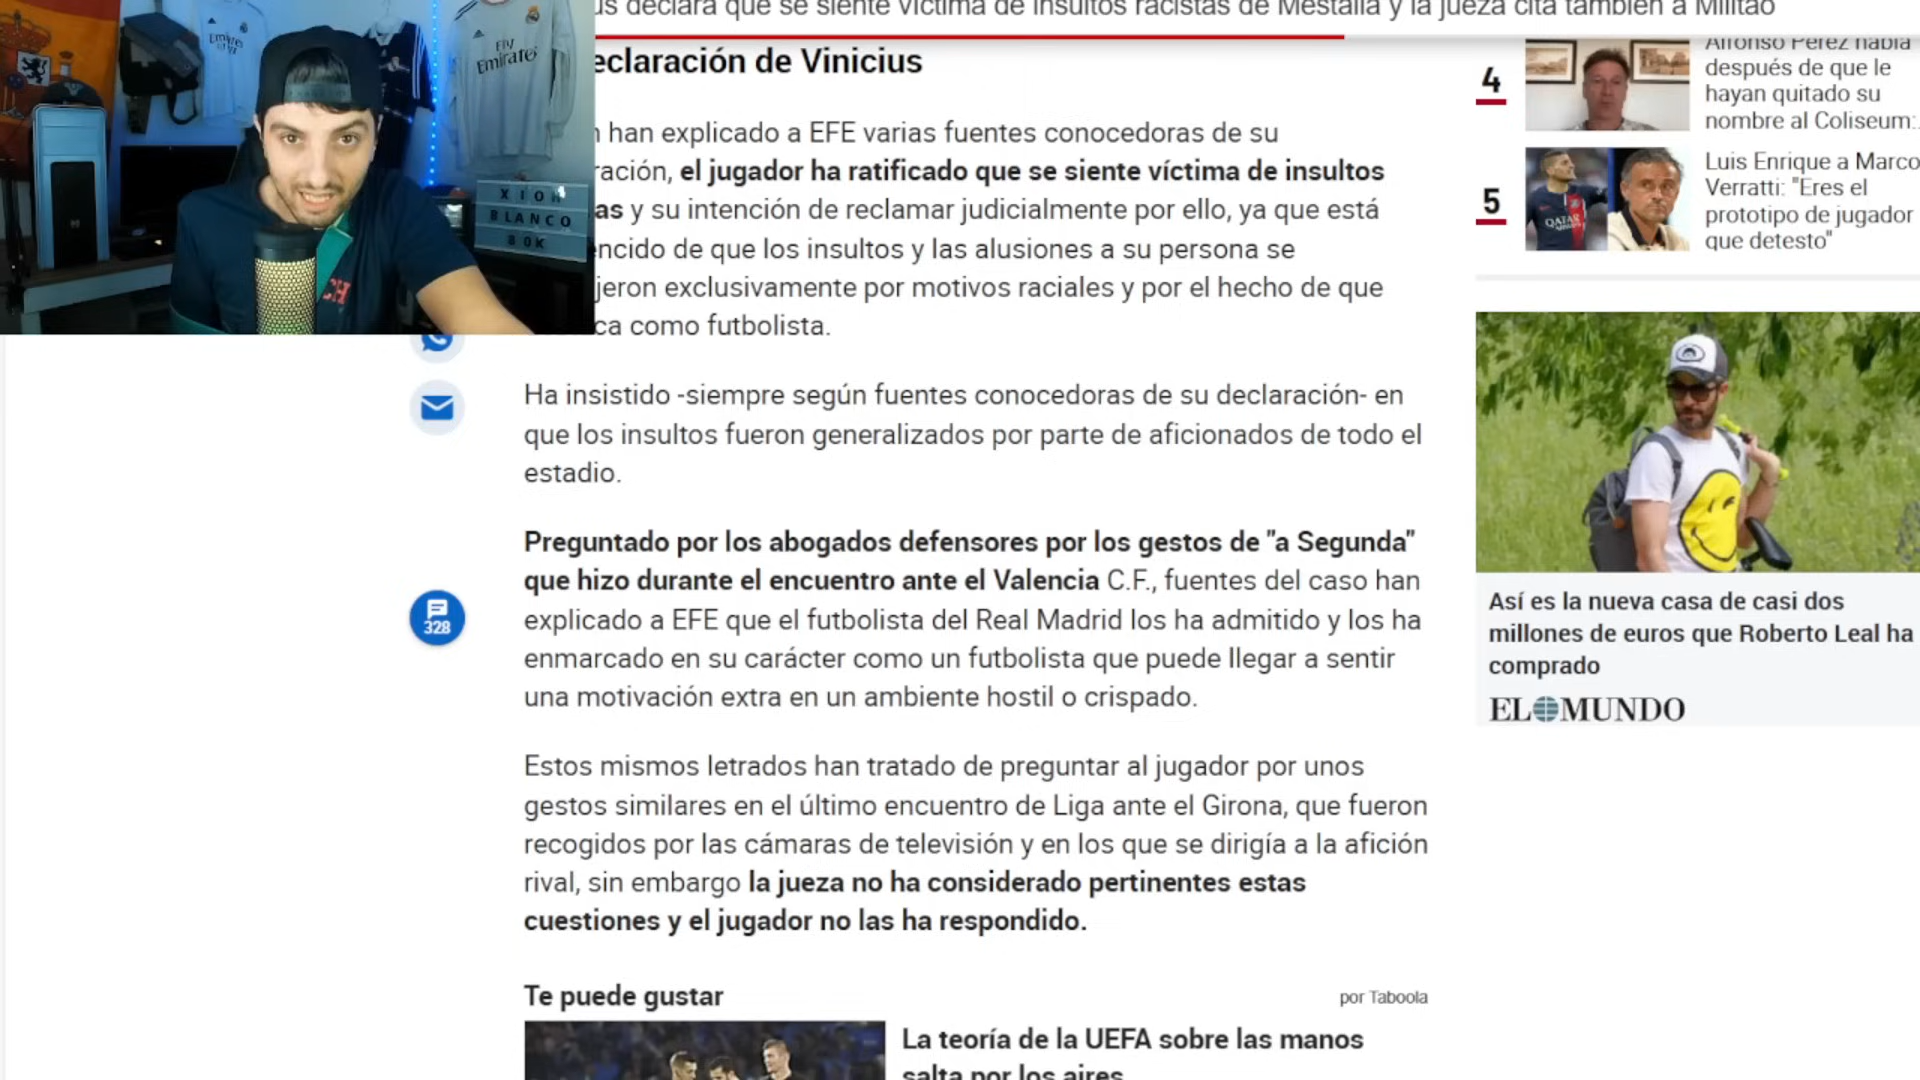 us declara que se siente víctima de insultos racistas de Mestalla y la jueza cita también a Militao
Fly
Emirates
XION
BLANCO
80K
eclaración de Vinicius
n han explicado a EFE varias fuentes conocedoras de su
ración, el jugador ha ratificado que se siente víctima de insultos
as y su intención de reclamar judicialmente por ello, ya que está
encido de que los insultos y las alusiones a su persona se
jeron exclusivamente por motivos raciales y por el hecho de que
ca como futbolista.
Ha insistido -siempre según fuentes conocedoras de su declaración- en
que los insultos fueron generalizados por parte de aficionados de todo el
estadio.
Preguntado por los abogados defensores por los gestos de "a Segunda"
que hizo durante el encuentro ante el Valencia C.F., fuentes del caso han
explicado a EFE que el futbolista del Real Madrid los ha admitido y los ha
enmarcado en su carácter como un futbolista que puede llegar a sentir
una motivación extra en un ambiente hostil o crispado.
328
Estos mismos letrados han tratado de preguntar al jugador por unos
gestos similares en el último encuentro de Liga ante el Girona, que fueron
recogidos por las cámaras de televisión y en los que se dirigía a la afición
rival, sin embargo la jueza no ha considerado pertinentes estas
cuestiones y el jugador no las ha respondido.
Te puede gustar
por Taboola
La teoría de la UEFA sobre las manos
salta por los aires
4
Alfonso Pérez habla
después de que le
hayan quitado su
nombre al Coliseum:
5
Luis Enrique a Marco
Verratti: "Eres el
prototipo de jugador
que detesto"
QATAR
Así es la nueva casa de casi dos
millones de euros que Roberto Leal ha
comprado
EL MUNDO